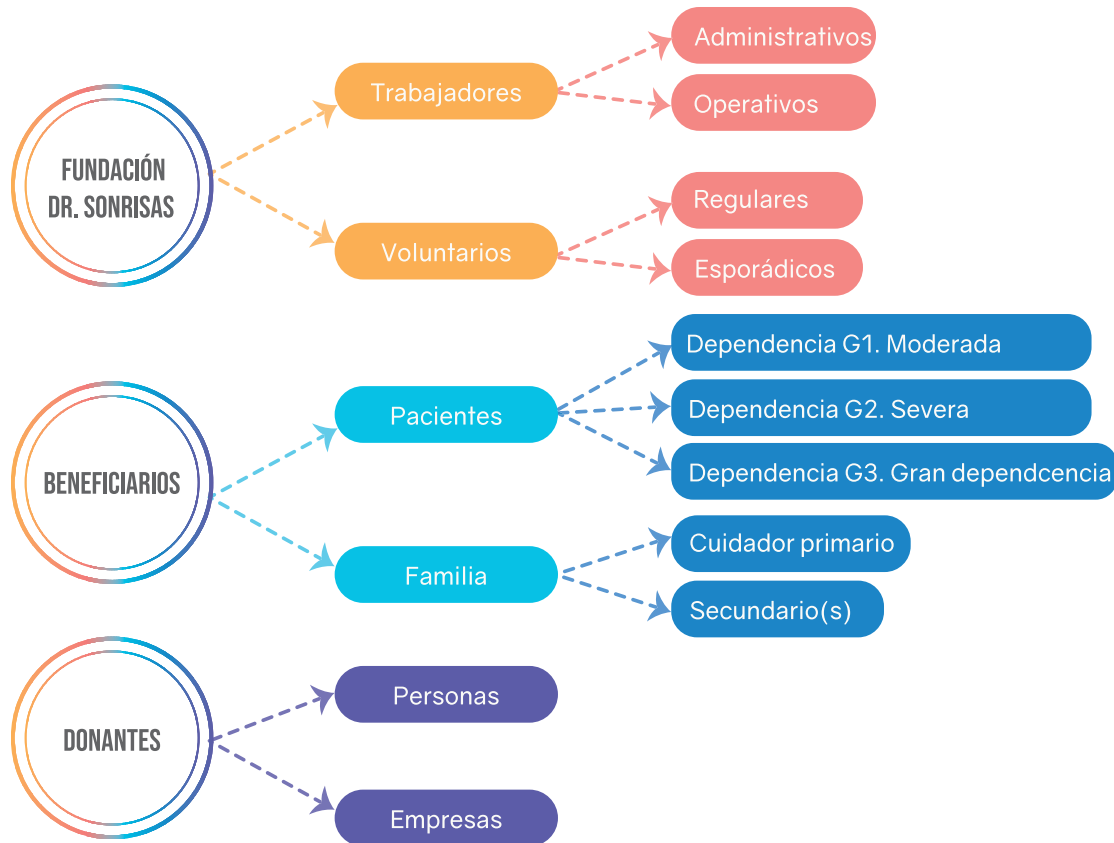 FUNDACIÓN
DR. SONRISAS
Trabajadores
Administrativos
Operativos
Voluntarios
Regulares
Esporádicos
BENEFICIARIOS
Pacientes
Dependencia G1. Moderada
Dependencia G2. Severa
Dependencia G3. Gran dependcencia
Familia
Cuidador primario
Secundario(s)
DONANTES
Personas
Empresas